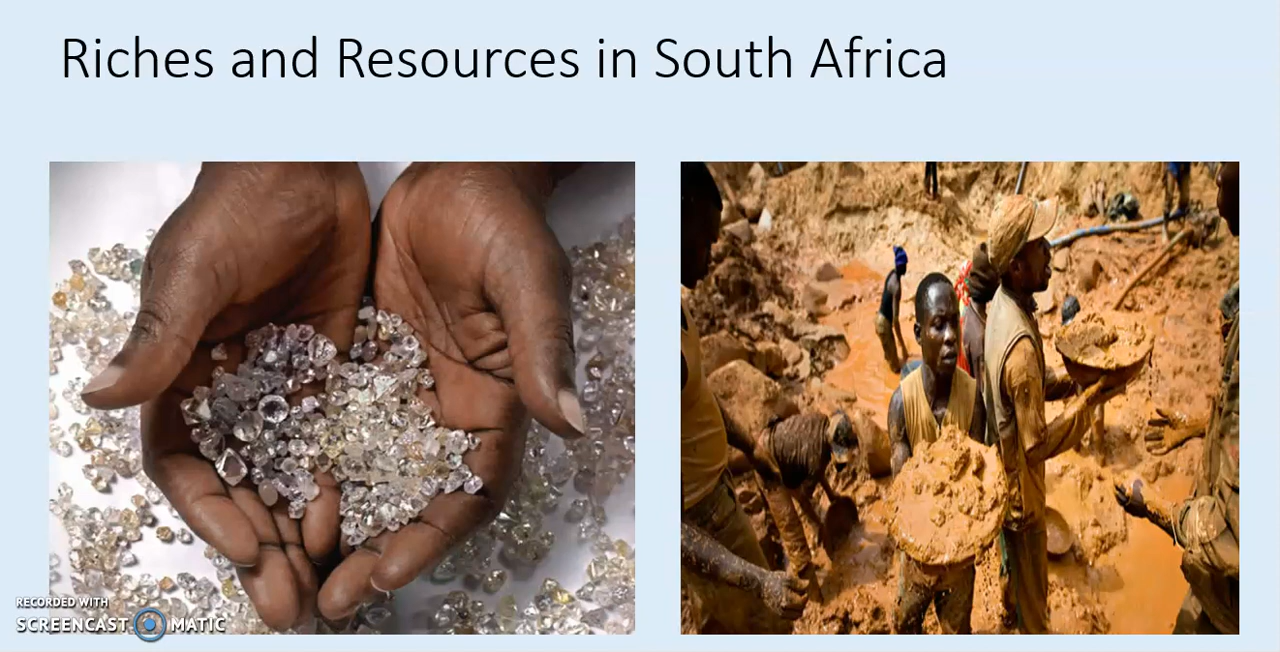 Riches and Resources in South Africa
RECORDED WITH
SCREENCAST MATIC